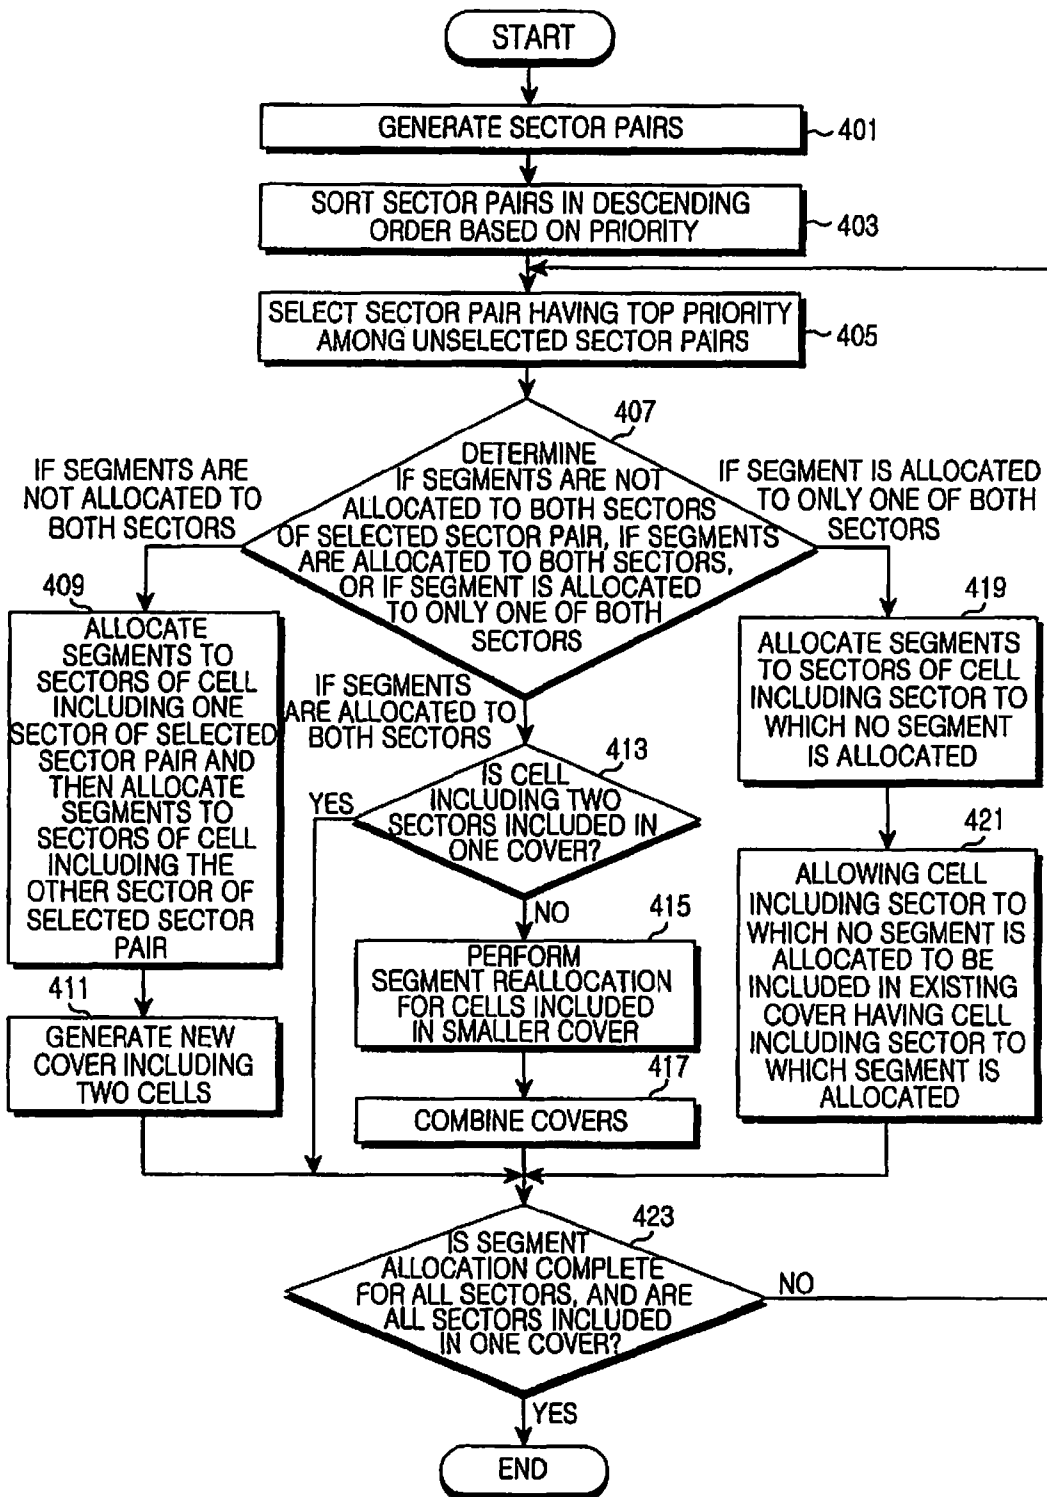 START
GENERATE SECTOR PAIRS
401
SORT SECTOR PAIRS IN DESCENDING
ORDER BASED ON PRIORITY
403
SELECT SECTOR PAIR HAVING TOP PRIORITY
AMONG UNSELECTED SECTOR PAIRS
405
407
DETERMINE
IF SEGMENTS ARE NOT
ALLOCATED TO BOTH SECTORS
OF SELECTED SECTOR PAIR, IF SEGMENTS
ARE ALLOCATED TO BOTH SECTORS,
OR IF SEGMENT IS ALLOCATED
TO ONLY ONE OF BOTH
SECTORS
IF SEGMENTS ARE
NOT ALLOCATED TO
BOTH SECTORS
IF SEGMENT IS ALLOCATED
TO ONLY ONE OF BOTH
SECTORS
409
ALLOCATE
SEGMENTS TO
SECTORS OF CELL
INCLUDING ONE
SECTOR OF SELECTED
SECTOR PAIR AND
THEN ALLOCATE
SEGMENTS TO
SECTORS OF CELL
INCLUDING THE
OTHER SECTOR OF
SELECTED SECTOR
PAIR
411
GENERATE NEW
COVER INCLUDING
TWO CELLS
IF SEGMENTS
ARE ALLOCATED TO
BOTH SECTORS
413
IS CELL
INCLUDING TWO
SECTORS INCLUDED IN
ONE COVER?
YES
NO
415
PERFORM
SEGMENT REALLOCATION
FOR CELLS INCLUDED
IN SMALLER COVER
417
COMBINE COVERS
419
ALLOCATE SEGMENTS
TO SECTORS OF CELL
INCLUDING SECTOR TO
WHICH NO SEGMENT
IS ALLOCATED
421
ALLOWING CELL
INCLUDING SECTOR TO
WHICH NO SEGMENT IS
ALLOCATED TO BE
INCLUDED IN EXISTING
COVER HAVING CELL
INCLUDING SECTOR TO
WHICH SEGMENT IS
ALLOCATED
423
IS SEGMENT
ALLOCATION COMPLETE
FOR ALL SECTORS, AND ARE
ALL SECTORS INCLUDED
IN ONE COVER?
NO
YES
END